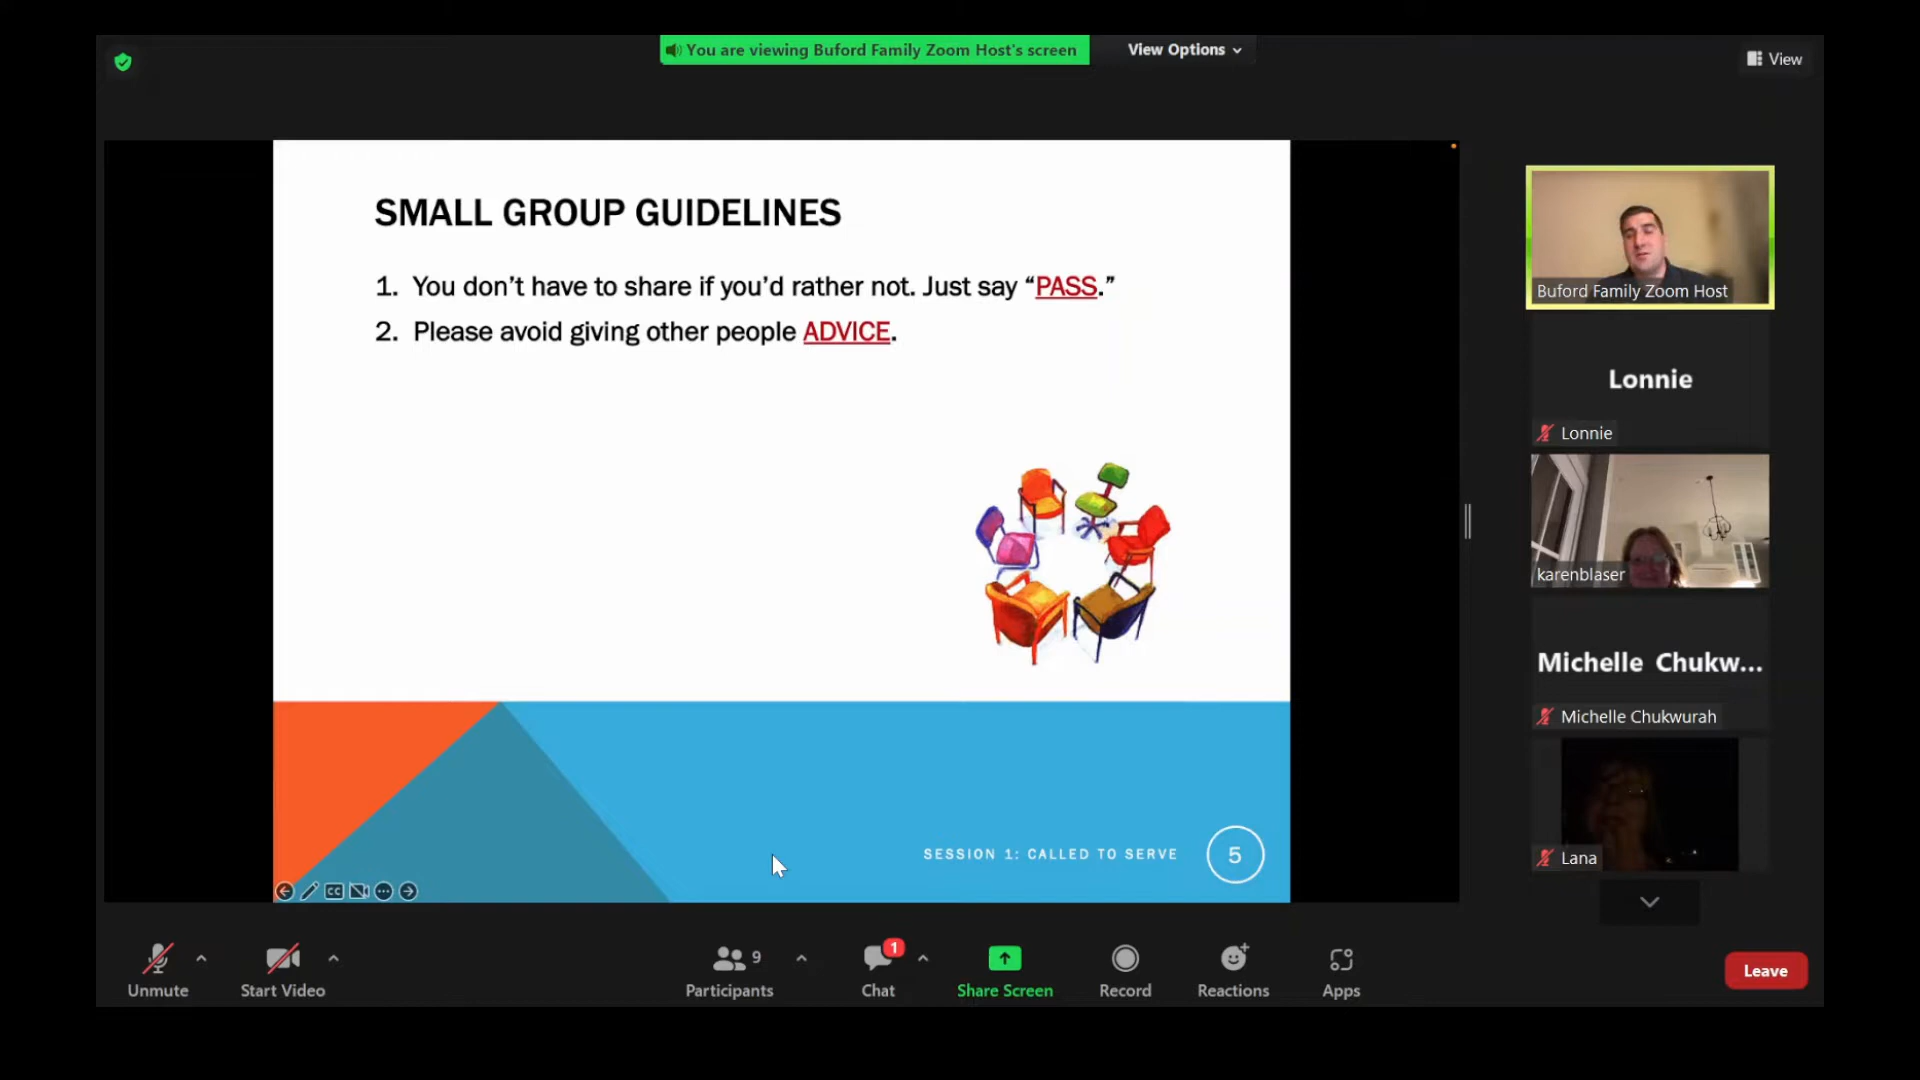 You are viewing Buford Family Zoom Host's screen
View Options
View
SMALL GROUP GUIDELINES
1. You don’t have to share if you’d rather not. Just say “PASS.”
2. Please avoid giving other people ADVICE.
SESSION 1: CALLED TO SERVE
5
CC
Buford Family Zoom Host
Lonnie
Lonnie
karenblaser
Michelle Chukw...
Michelle Chukwurah
Lana
Unmute
Start Video
9
Participants
1
Chat
Share Screen
Record
Reactions
Apps
Leave